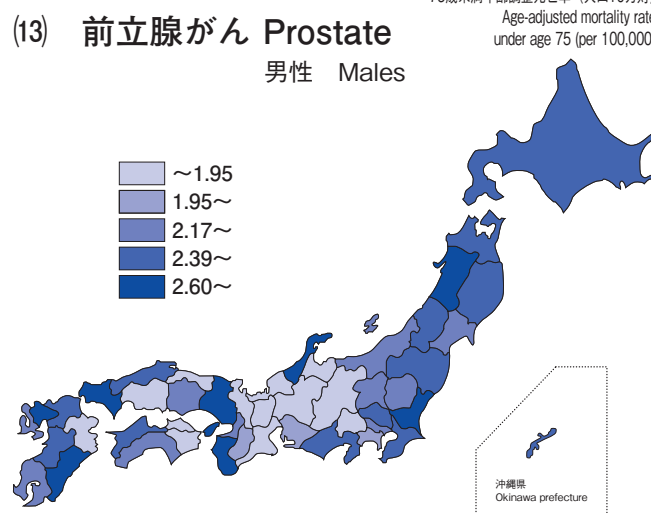 (13) 前立腺がん Prostate
男性 Males
Age-adjusted mortality rate
under age 75 (per 100,000
～1.95
1.95～
2.17～
2.39～
2.60～
沖縄県
Okinawa prefecture